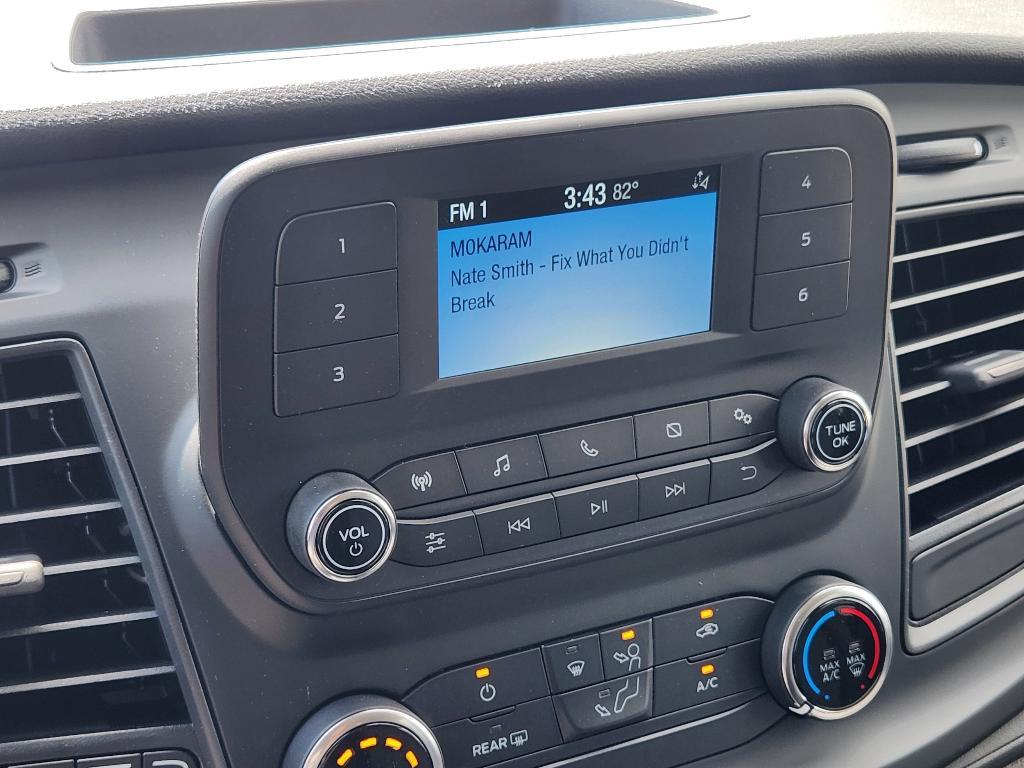 FM 1 3:43 82°
MOKARAM
Nate Smith - Fix What You Didn't
Break
1
2
3
4
5
6
VOL
TUNE
OK
MAX
A/C
MAX
A/C
REAR